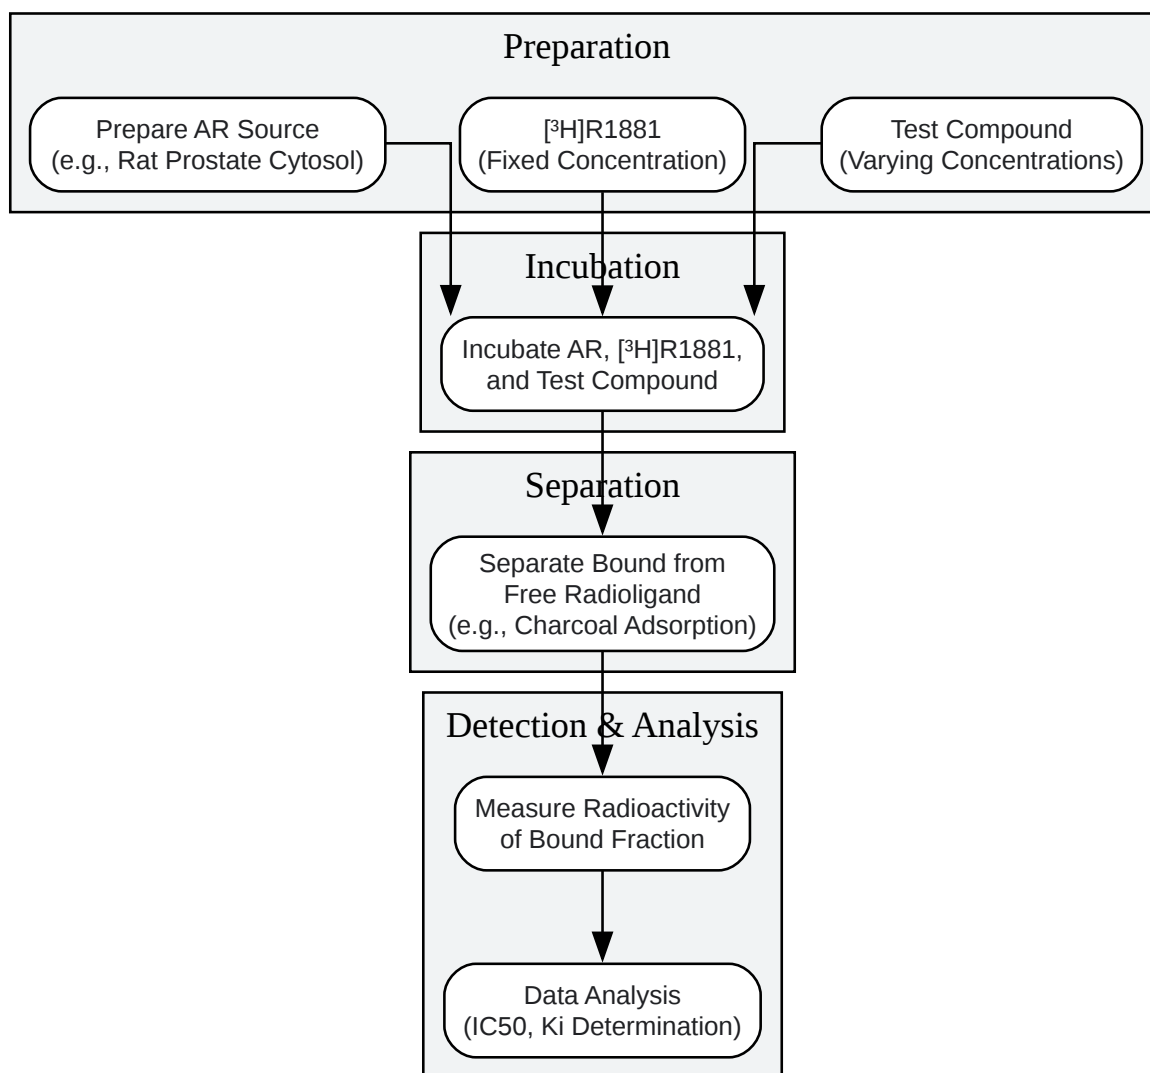 Preparation
Prepare AR Source
(e.g., Rat Prostate Cytosol)
[³H]R1881
(Fixed Concentration)
Test Compound
(Varying Concentrations)
Incubation
Incubate AR, [³H]R1881,
and Test Compound
Separation
Separate Bound from
Free Radioligand
(e.g., Charcoal Adsorption)
Detection & Analysis
Measure Radioactivity
of Bound Fraction
Data Analysis
(IC50, Ki Determination)